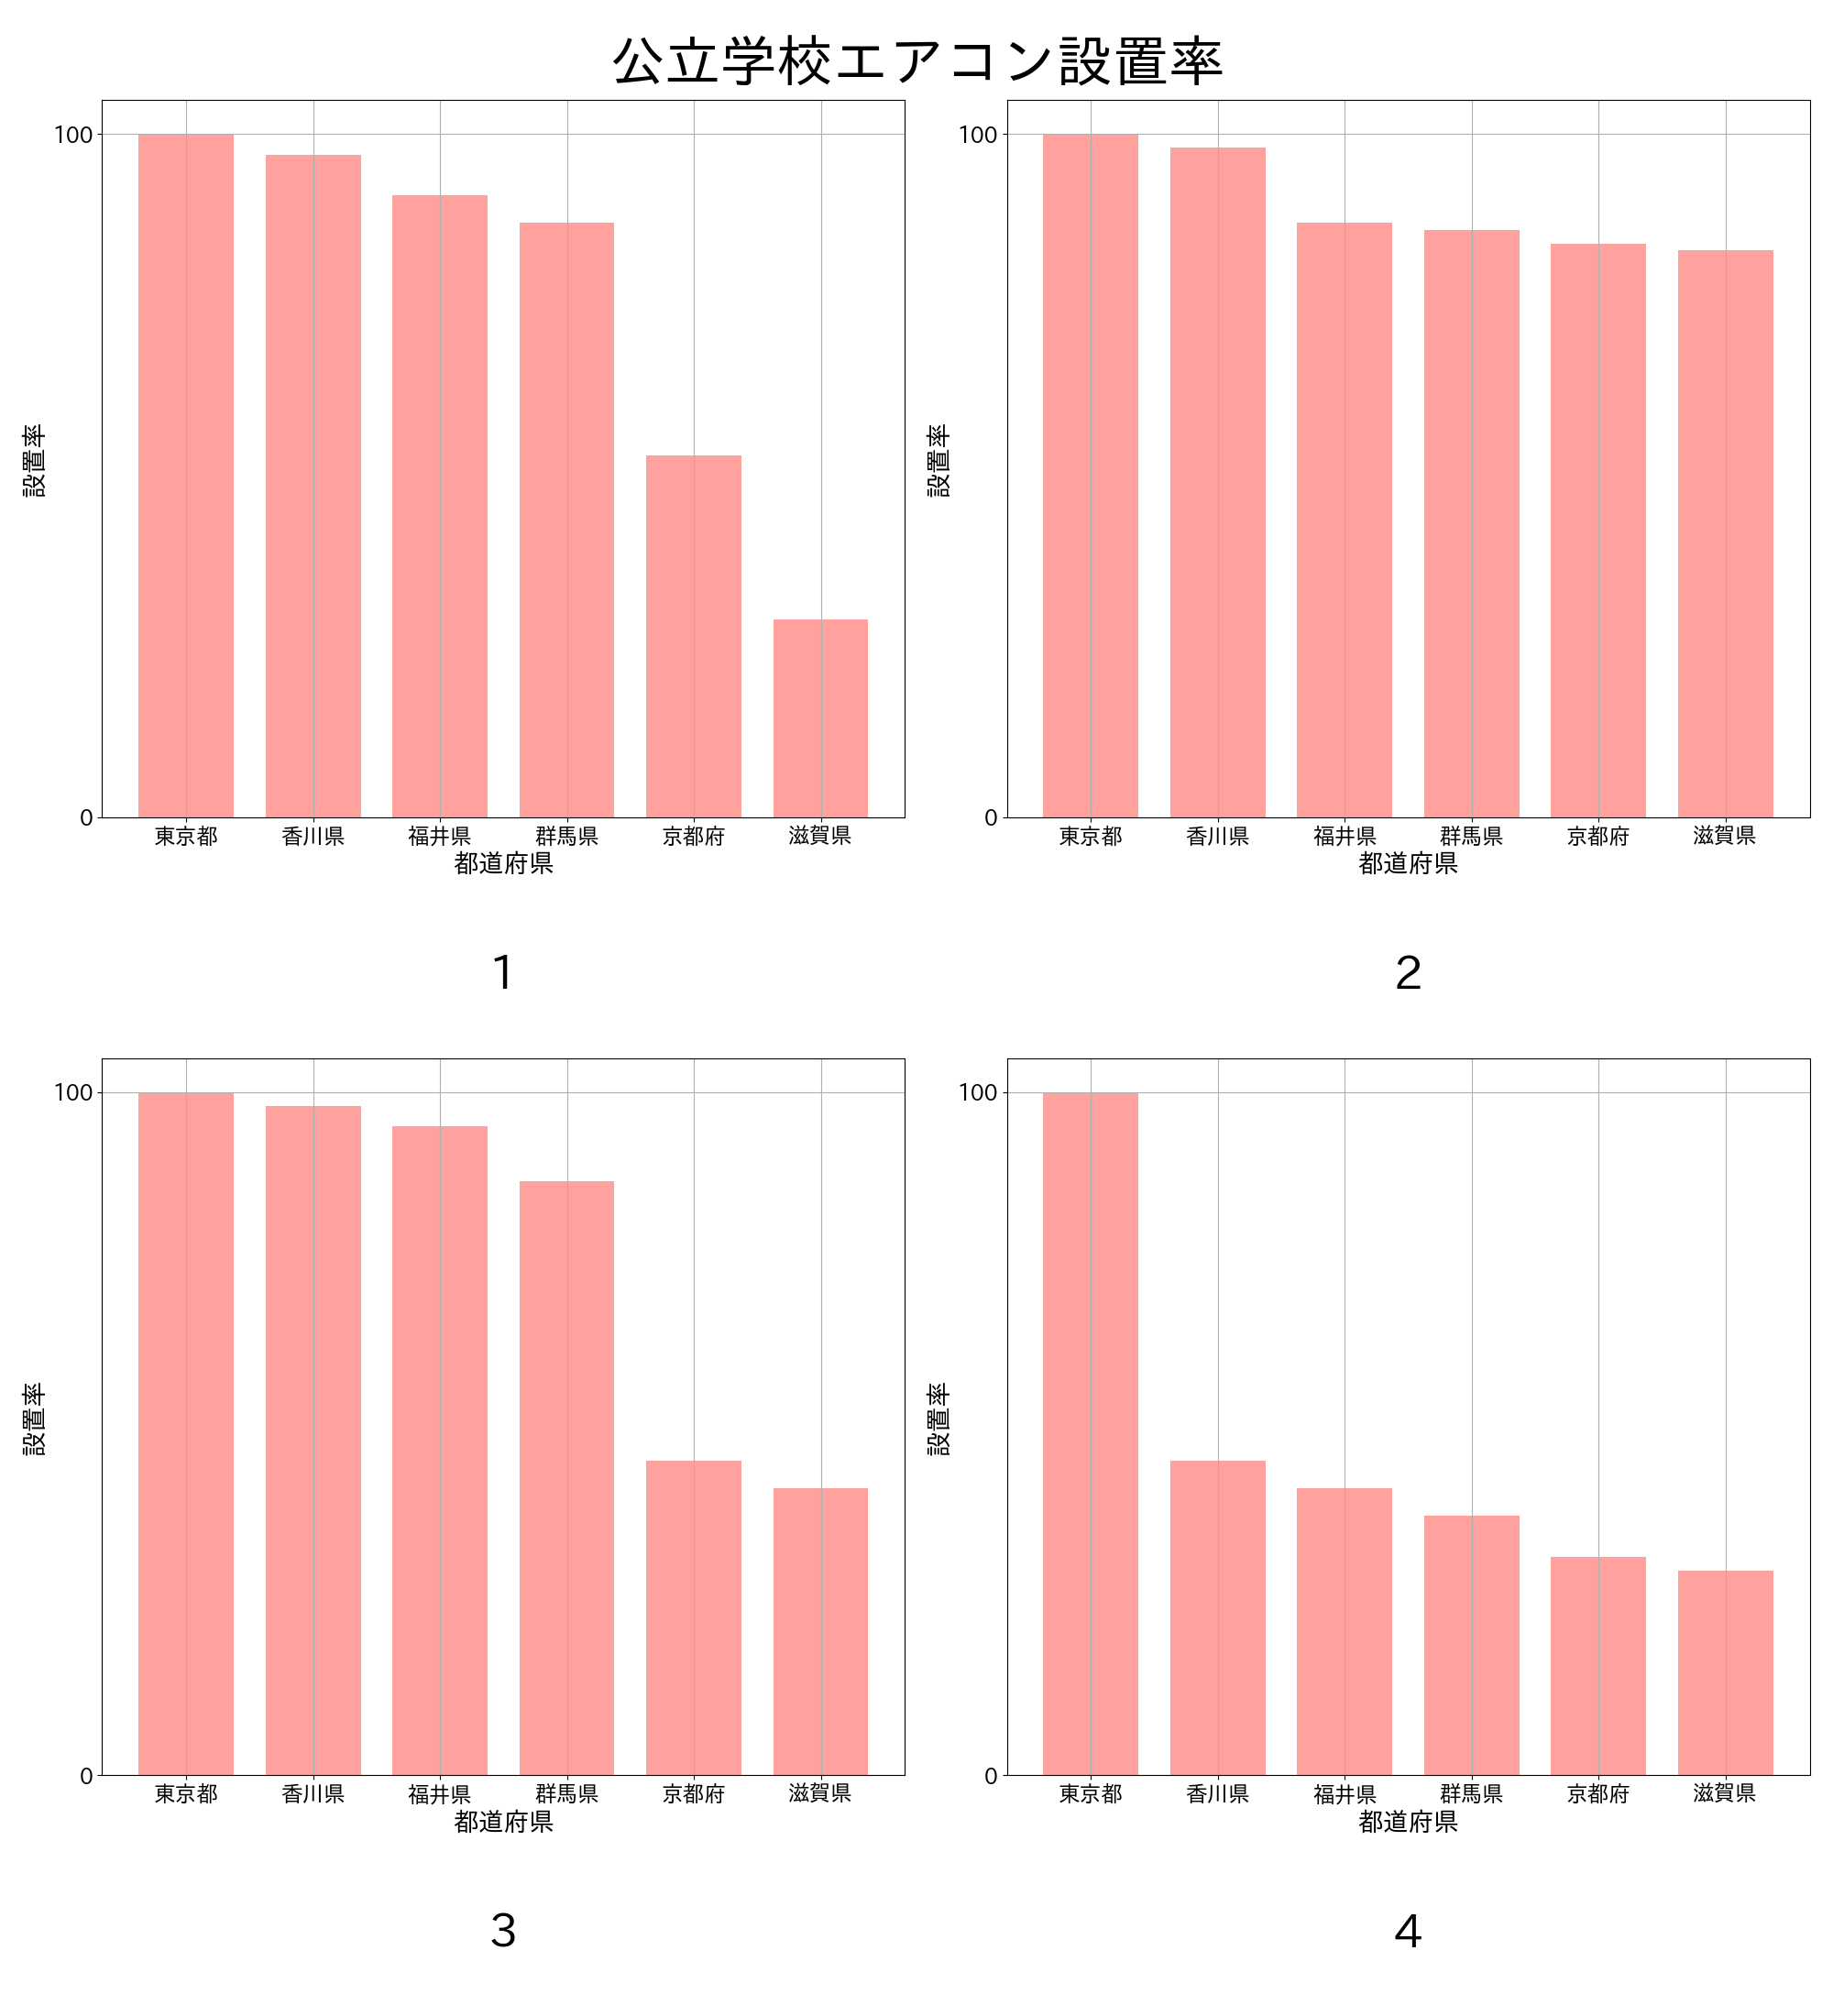 公立学校エアコン設置率
100
設置率
0
東京都 香川県 福井県 群馬県 京都府 滋賀県
都道府県
1
100
設置率
0
東京都 香川県 福井県 群馬県 京都府 滋賀県
都道府県
2
100
設置率
0
東京都 香川県 福井県 群馬県 京都府 滋賀県
都道府県
3
100
設置率
0
東京都 香川県 福井県 群馬県 京都府 滋賀県
都道府県
4